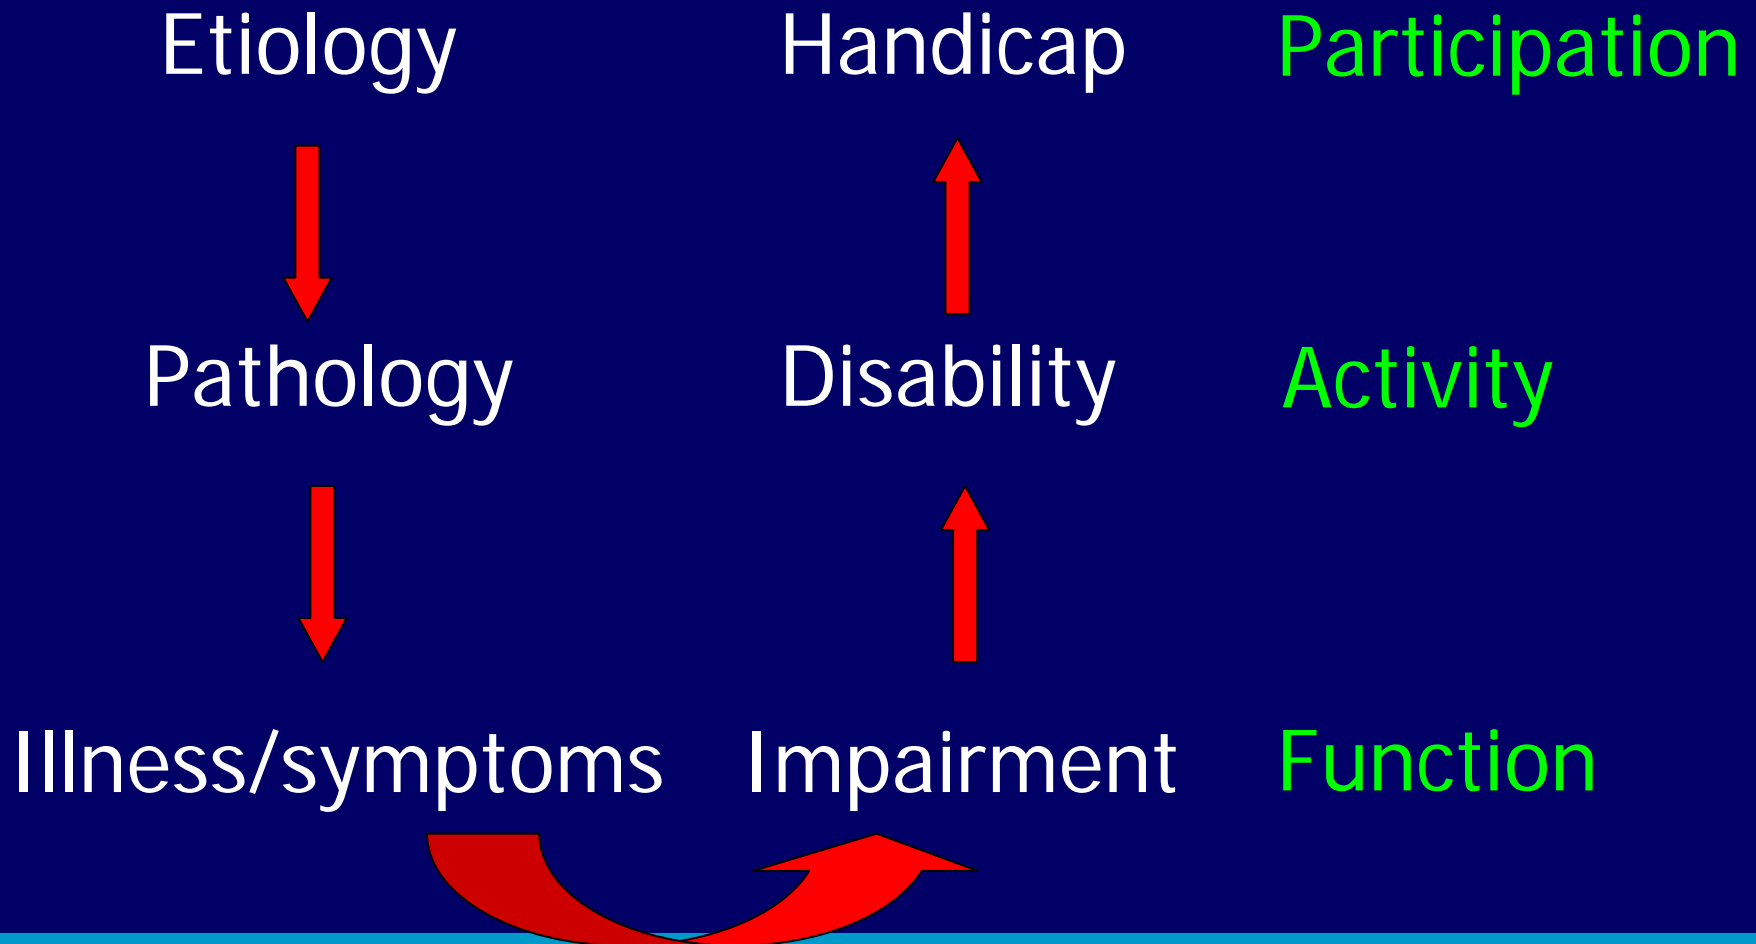 Etiology Handicap Participation
Pathology Disability Activity
Illness/symptoms Impairment Function